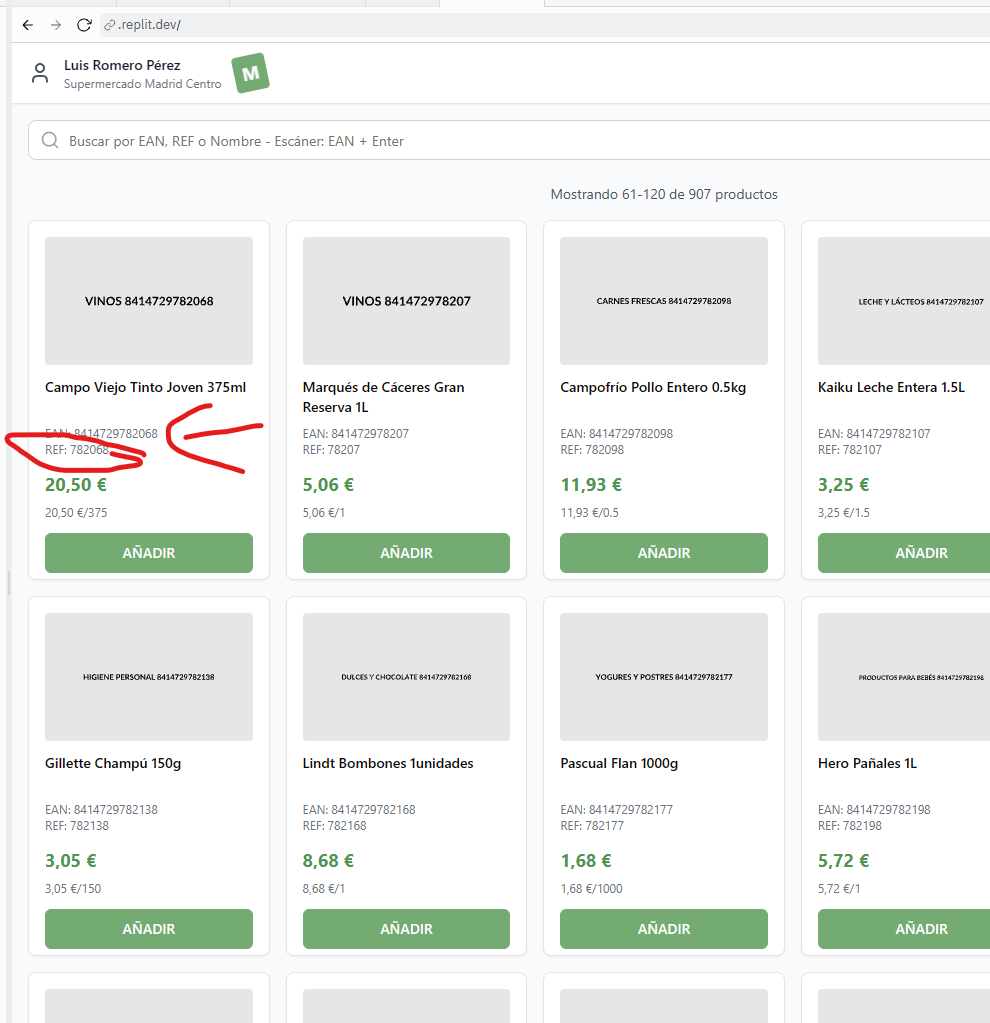 .replit.dev/
Luis Romero Pérez
Supermercado Madrid Centro
M
Buscar por EAN, REF o Nombre - Escáner: EAN + Enter
Mostrando 61-120 de 907 productos
VINOS 8414729782068
Campo Viejo Tinto Joven 375ml
EAN: 8414729782068
REF: 782068
20,50 €
20,50 €/375
AÑADIR
VINOS 841472978207
Marqués de Cáceres Gran
Reserva 1L
EAN: 841472978207
REF: 78207
5,06 €
5,06 €/1
AÑADIR
CARNES FRESCAS 8414729782098
Campofrío Pollo Entero 0.5kg
EAN: 8414729782098
REF: 782098
11,93 €
11,93 €/0.5
AÑADIR
LECHE Y LÁCTEOS 8414729782107
Kaiku Leche Entera 1.5L
EAN: 8414729782107
REF: 782107
3,25 €
3,25 €/1.5
AÑADIR
HIGIENE PERSONAL 8414729782138
Gillette Champú 150g
EAN: 8414729782138
REF: 782138
3,05 €
3,05 €/150
AÑADIR
DULCES Y CHOCOLATE 8414729782168
Lindt Bombones 1unidades
EAN: 8414729782168
REF: 782168
8,68 €
8,68 €/1
AÑADIR
YOGURES Y POSTRES 8414729782177
Pascual Flan 1000g
EAN: 8414729782177
REF: 782177
1,68 €
1,68 €/1000
AÑADIR
PRODUCTOS PARA BEBÉS 8414729782198
Hero Pañales 1L
EAN: 8414729782198
REF: 782198
5,72 €
5,72 €/1
AÑADIR